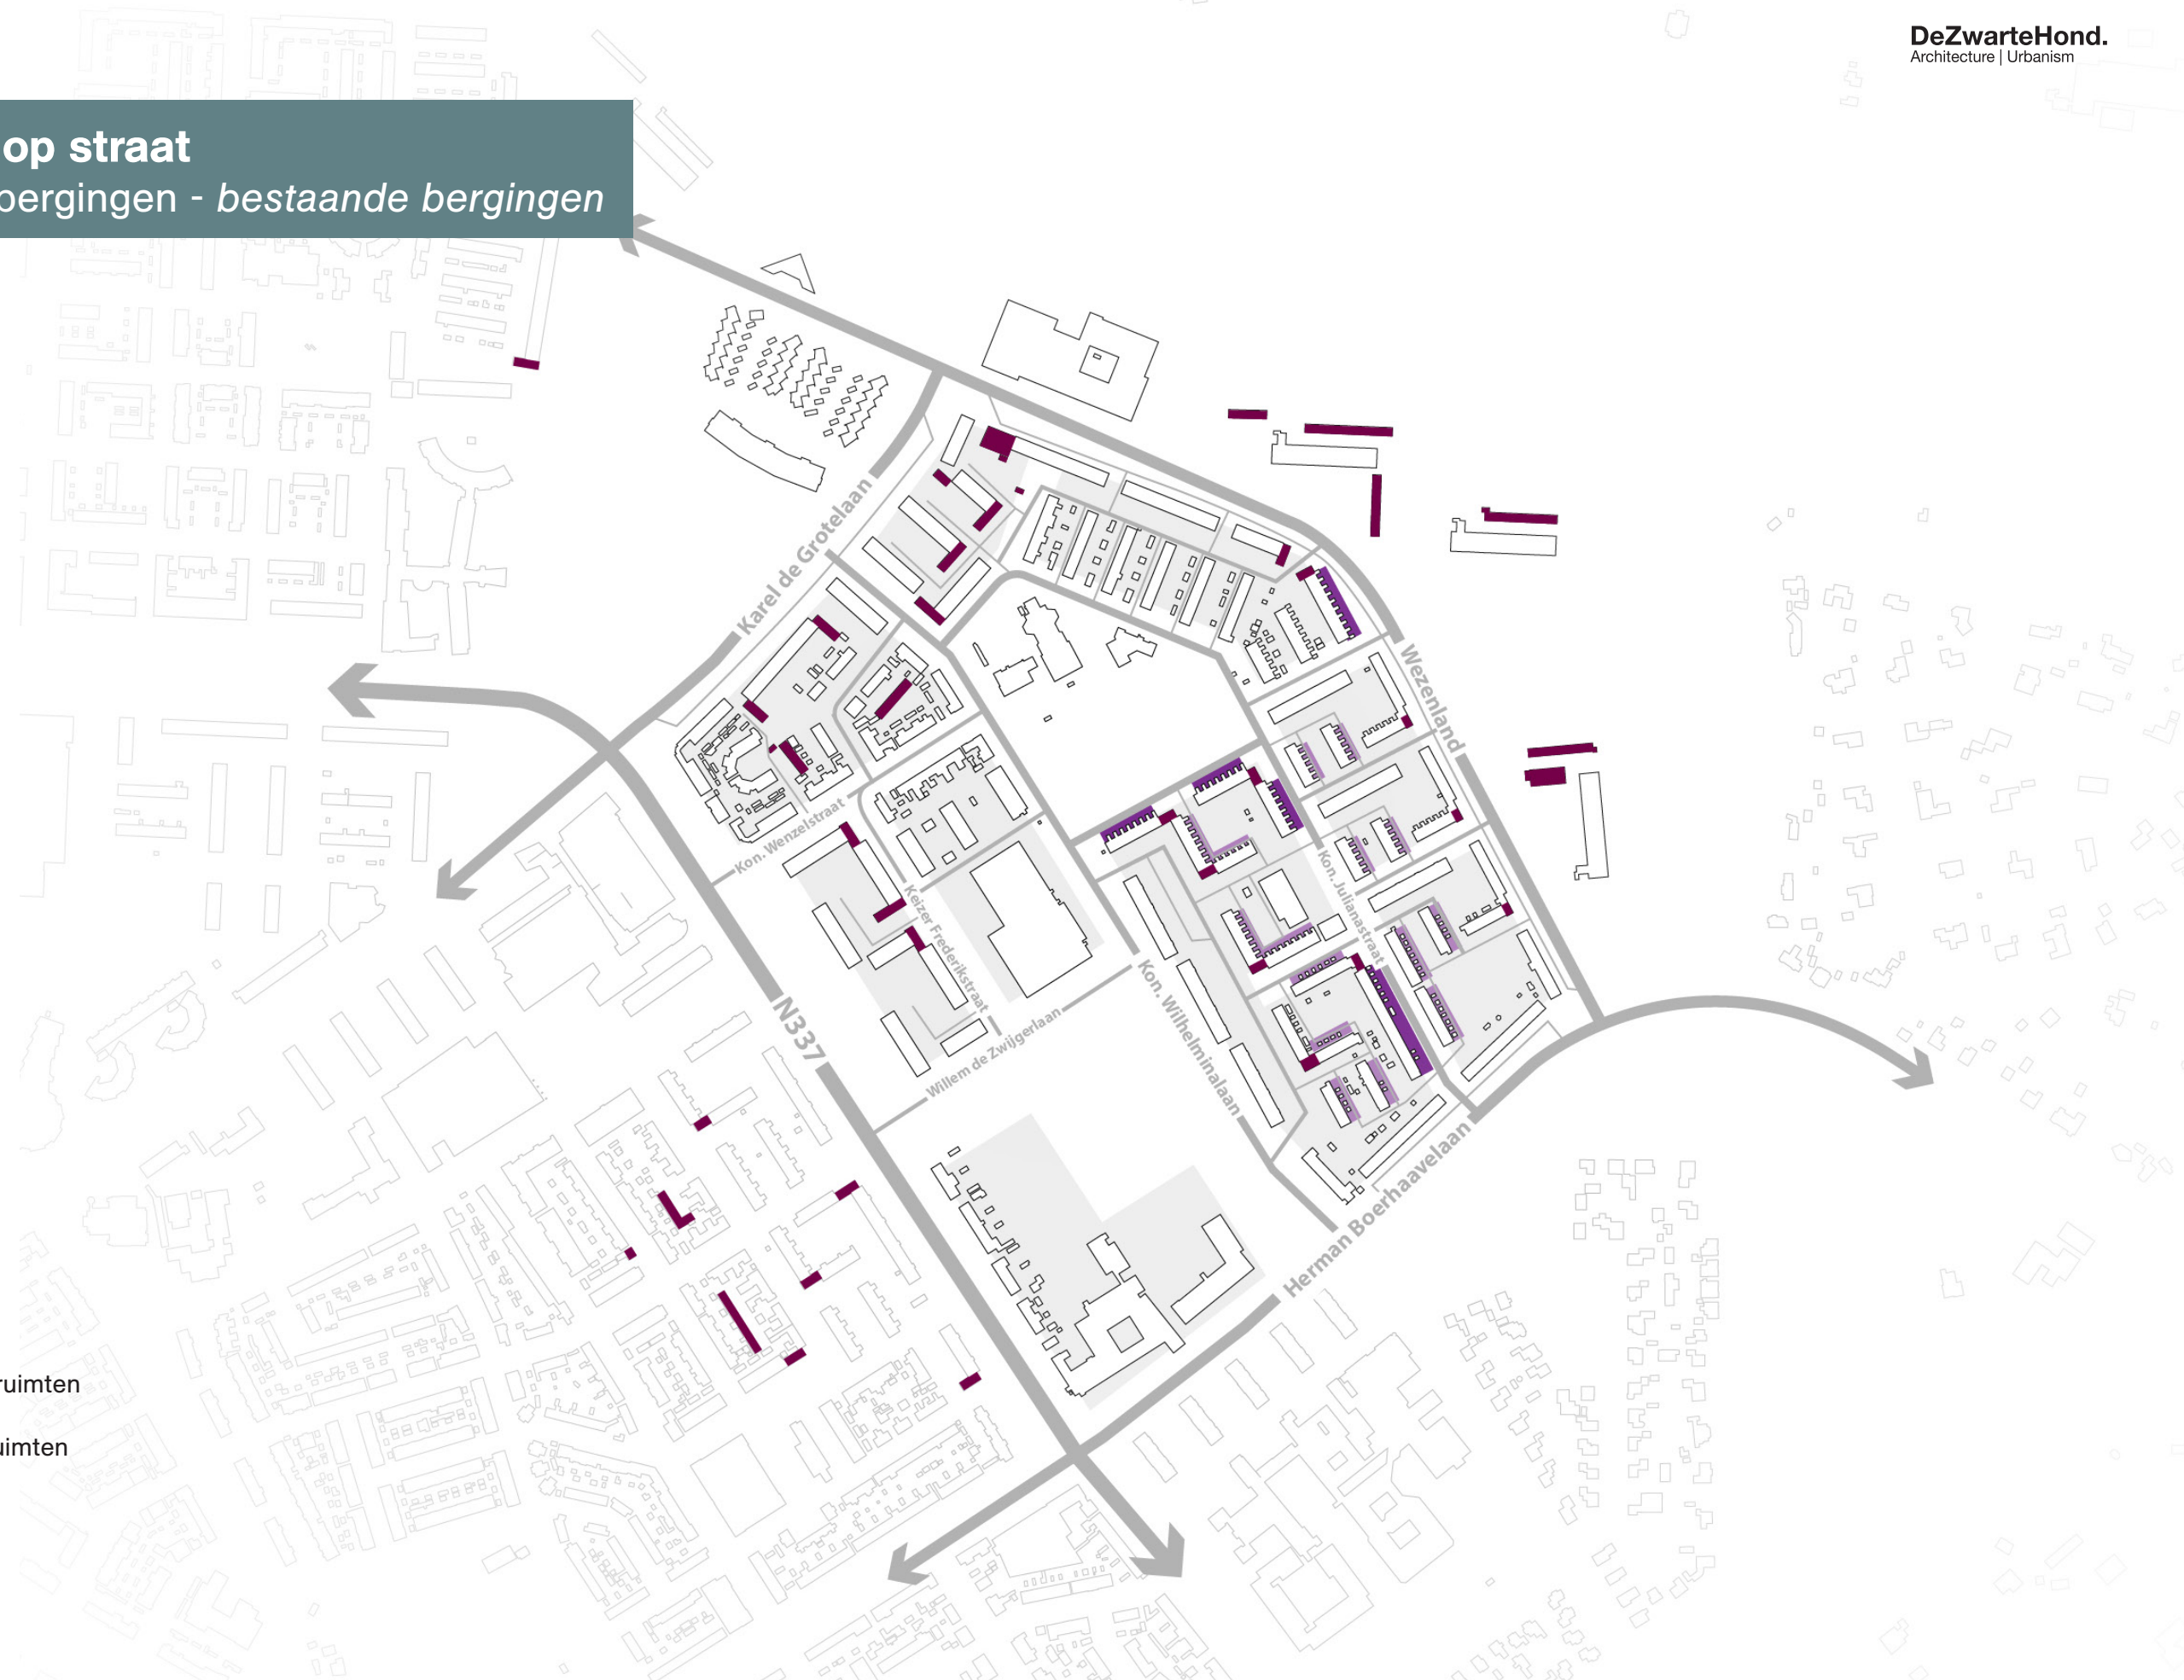 DeZwarteHond.
Architecture | Urbanism
op straat
bergingen - bestaande bergingen
Karel de Grotelaan
Wezenland
Kon. Wenzelstraat
Keizer Frederikstraat
Kon. Julianastraat
N337
Willem de Zwijgerlaan
Kon. Wilhelminalaan
Herman Boerhaavelaan
ruimten
uimten